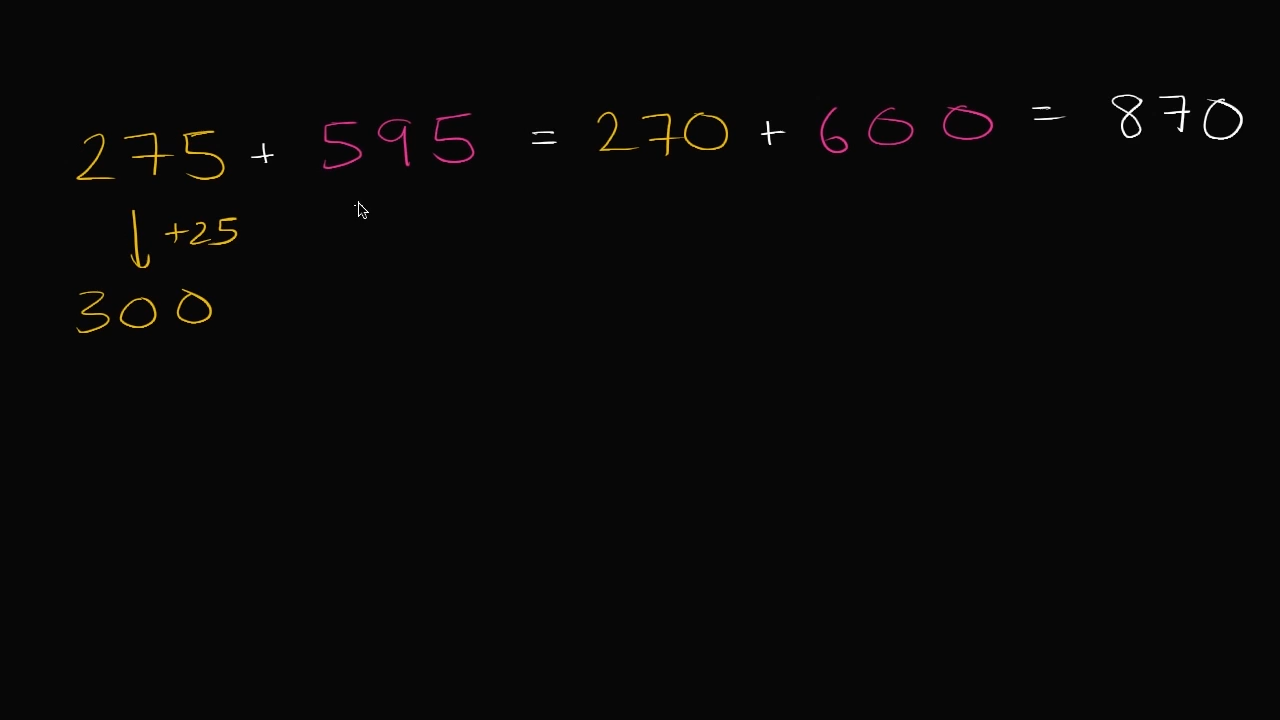 275 + 595 = 270 + 600 = 870
↓ +25
300